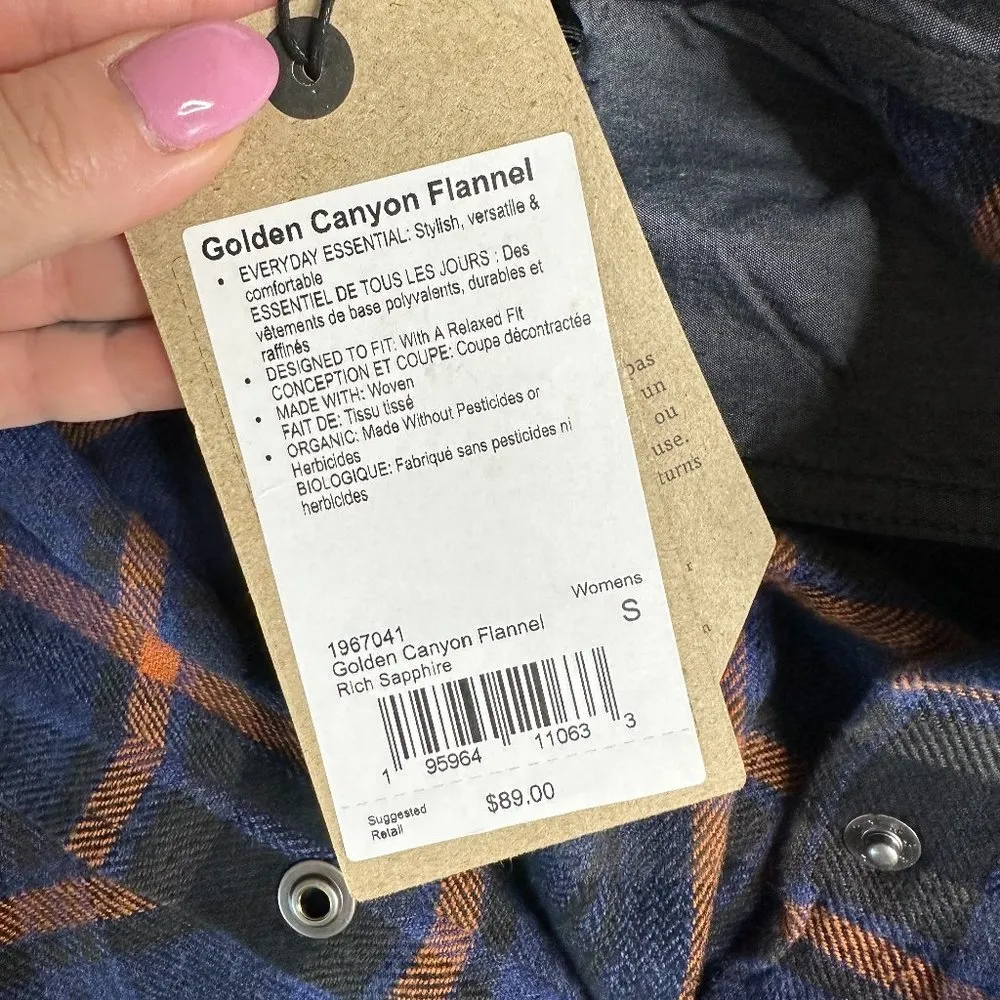 Golden Canyon Flannel
• EVERYDAY ESSENTIAL: Stylish, versatile &
comfortable
ESSENTIEL DE TOUS LES JOURS : Des
vêtements de base polyvalents, durables et
raffinés
• DESIGNED TO FIT: With A Relaxed Fit
CONCEPTION ET COUPE: Coupe décontractée
• MADE WITH: Woven
FAIT DE: Tissu tissé
• ORGANIC: Made Without Pesticides or
Herbicides
BIOLOGIQUE: Fabriqué sans pesticides ni
herbicides
pas
un
ou
use.
turns
r
n
Womens
S
1967041
Golden Canyon Flannel
Rich Sapphire
1 95964 11063 3
Suggested
Retail
$89.00